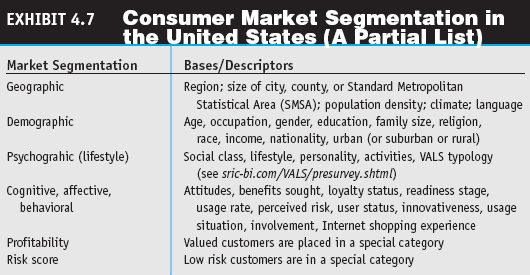 EXHIBIT 4.7 Consumer Market Segmentation in
the United States (A Partial List)
Market Segmentation Bases/Descriptors
Geographic Region; size of city, county, or Standard Metropolitan
Statistical Area (SMSA); population density; climate; language
Demographic Age, occupation, gender, education, family size, religion,
race, income, nationality, urban (or suburban or rural)
Psychograhic (lifestyle) Social class, lifestyle, personality, activities, VALS typology
(see sric-bi.com/VALS/presurvey.shtml)
Cognitive, affective, Attitudes, benefits sought, loyalty status, readiness stage,
behavioral usage rate, perceived risk, user status, innovativeness, usage
situation, involvement, Internet shopping experience
Profitability Valued customers are placed in a special category
Risk score Low risk customers are in a special category